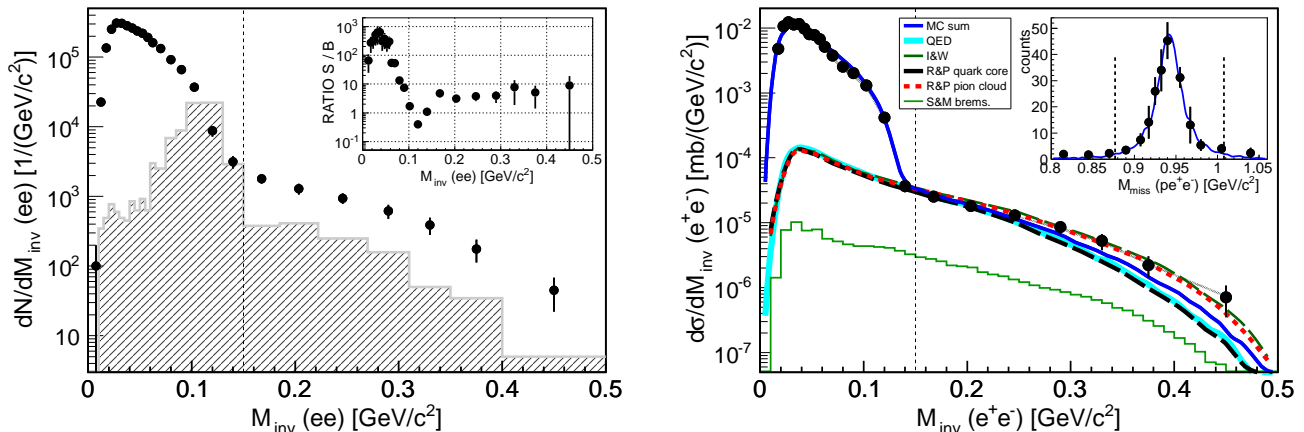 dN/dM_inv (ee) [1/(GeV/c²)]
10⁵
10⁴
10³
10²
10
0 0.1 0.2 0.3 0.4 0.5
M_inv (ee) [GeV/c²]
RATIO S / B
10³
10²
10
1
10⁻¹
0 0.1 0.2 0.3 0.4 0.5
M_inv (ee) [GeV/c²]
dσ/dM_inv (e⁺e⁻) [mb/(GeV/c²)]
10⁻²
10⁻³
10⁻⁴
10⁻⁵
10⁻⁶
10⁻⁷
0 0.1 0.2 0.3 0.4 0.5
M_inv (e⁺e⁻) [GeV/c²]
MC sum
QED
I&W
R&P quark core
R&P pion cloud
S&M brems.
counts
50
40
30
20
10
0
0.8 0.85 0.9 0.95 1 1.05
M_miss (pe⁺e⁻) [GeV/c²]